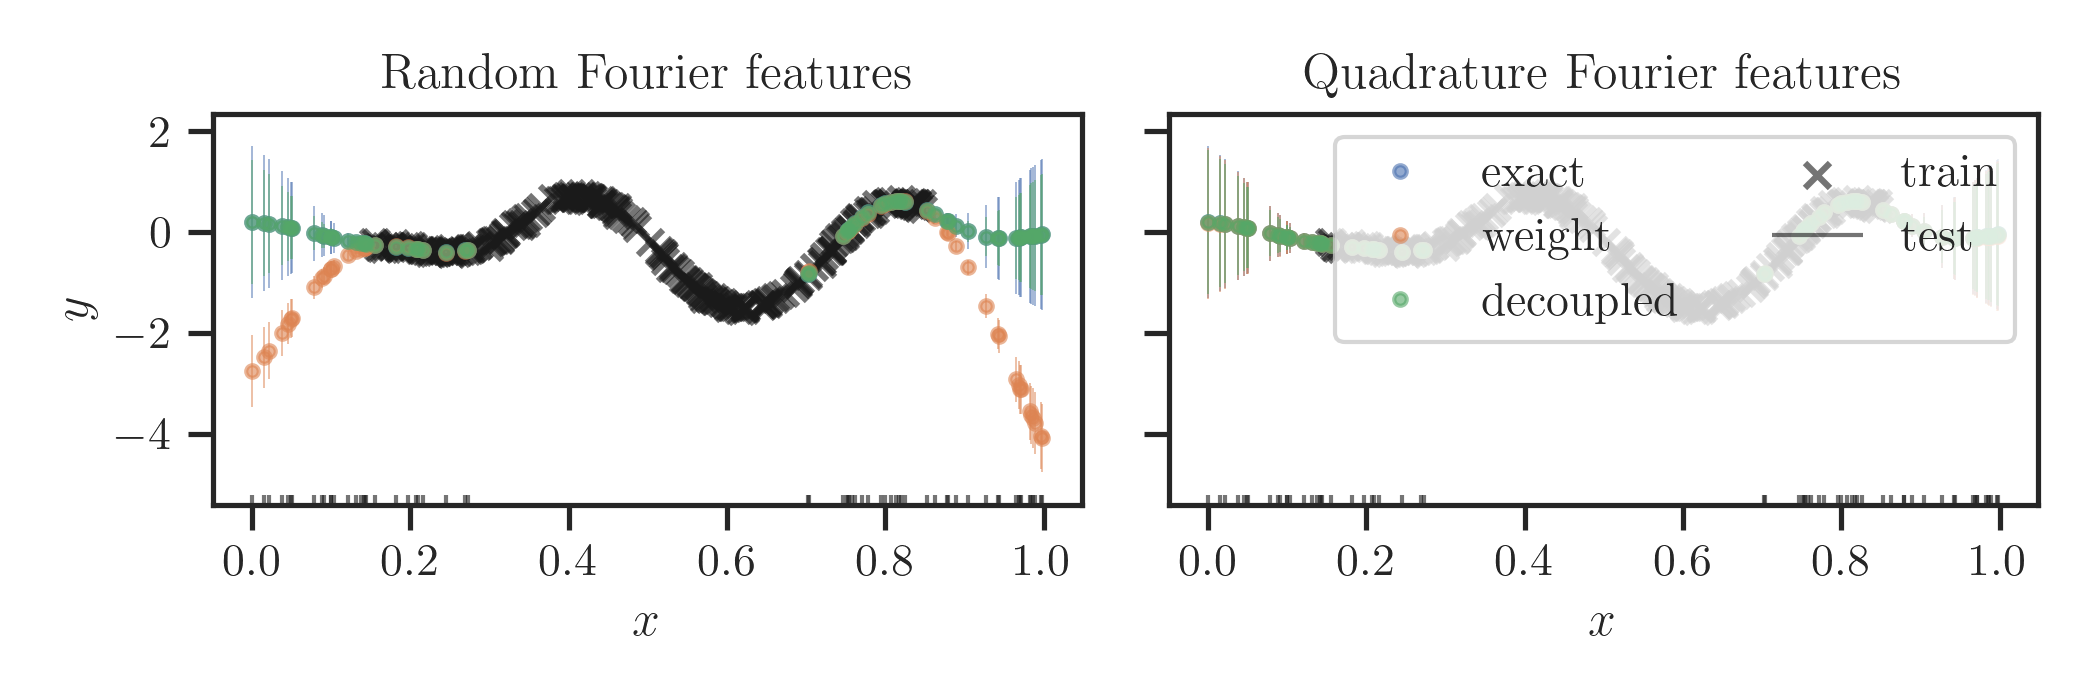 Random Fourier features
Quadrature Fourier features
y
2
0
−2
−4
0.0 0.2 0.4 0.6 0.8 1.0
x
exact train
weight test
decoupled
0.0 0.2 0.4 0.6 0.8 1.0
x